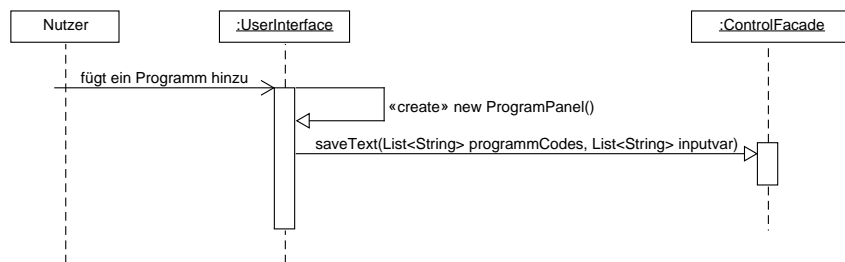 Nutzer
:UserInterface
:ControlFacade
fügt ein Programm hinzu
«create» new ProgramPanel()
saveText(List<String> programmCodes, List<String> inputvar)